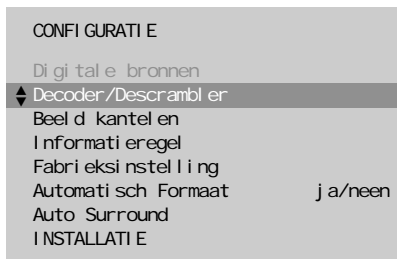 CONFIGURATIE
Digitale bronnen
Decoder/Descrambler
Beeld kantelen
Informatieregel
Fabrieksinstelling
Automatisch Formaat ja/neen
Auto Surround
INSTALLATIE